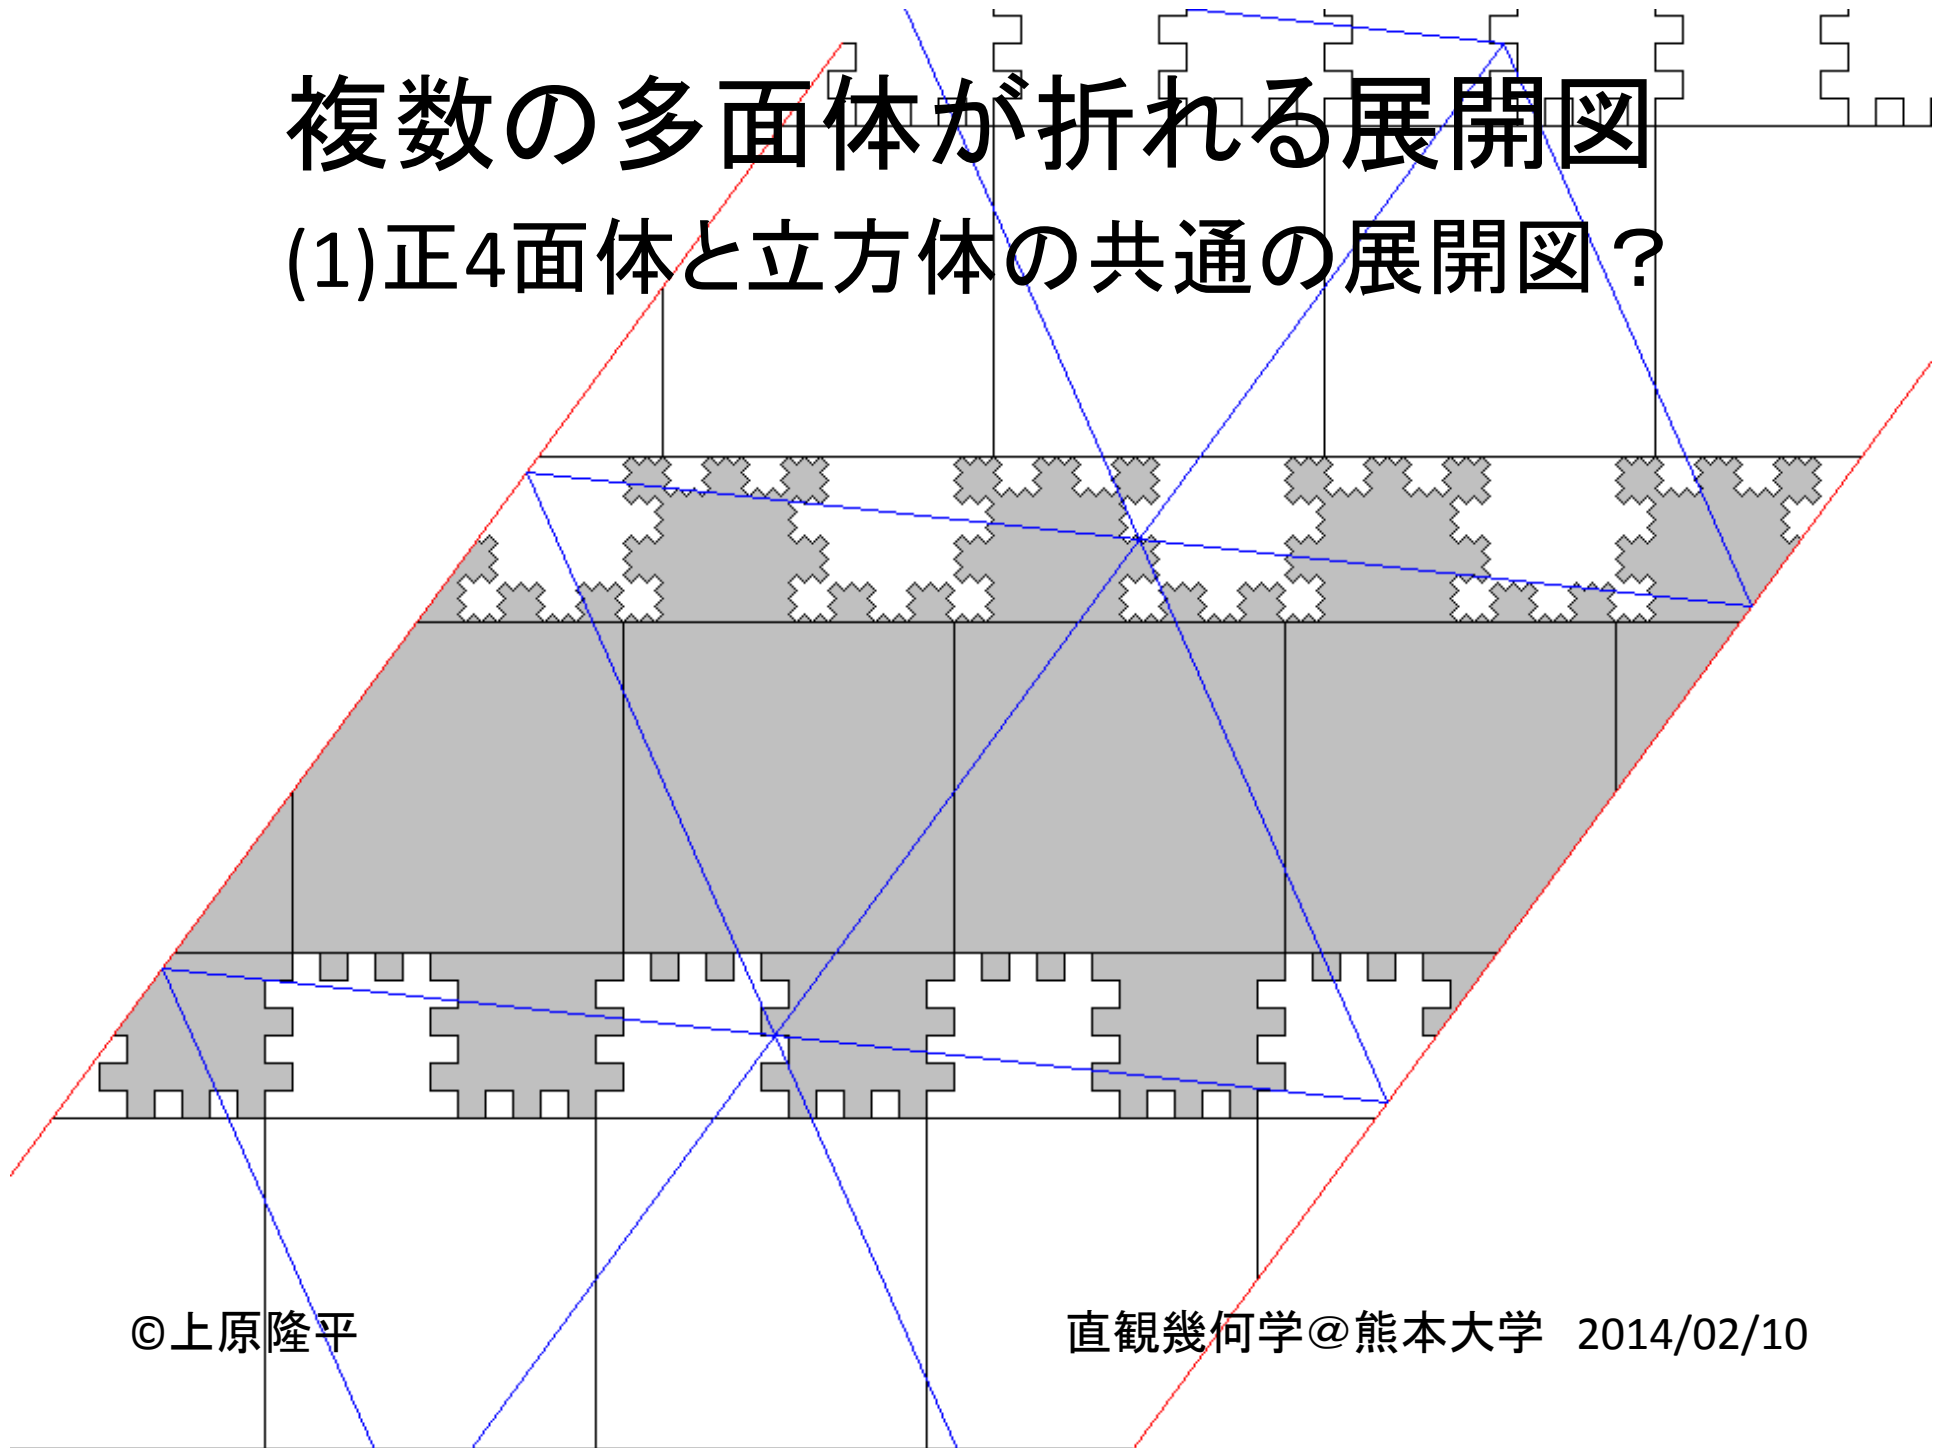 複数の多面体が折れる展開図
(1)正4面体と立方体の共通の展開図？
©上原隆平
直観幾何学＠熊本大学 2014/02/10